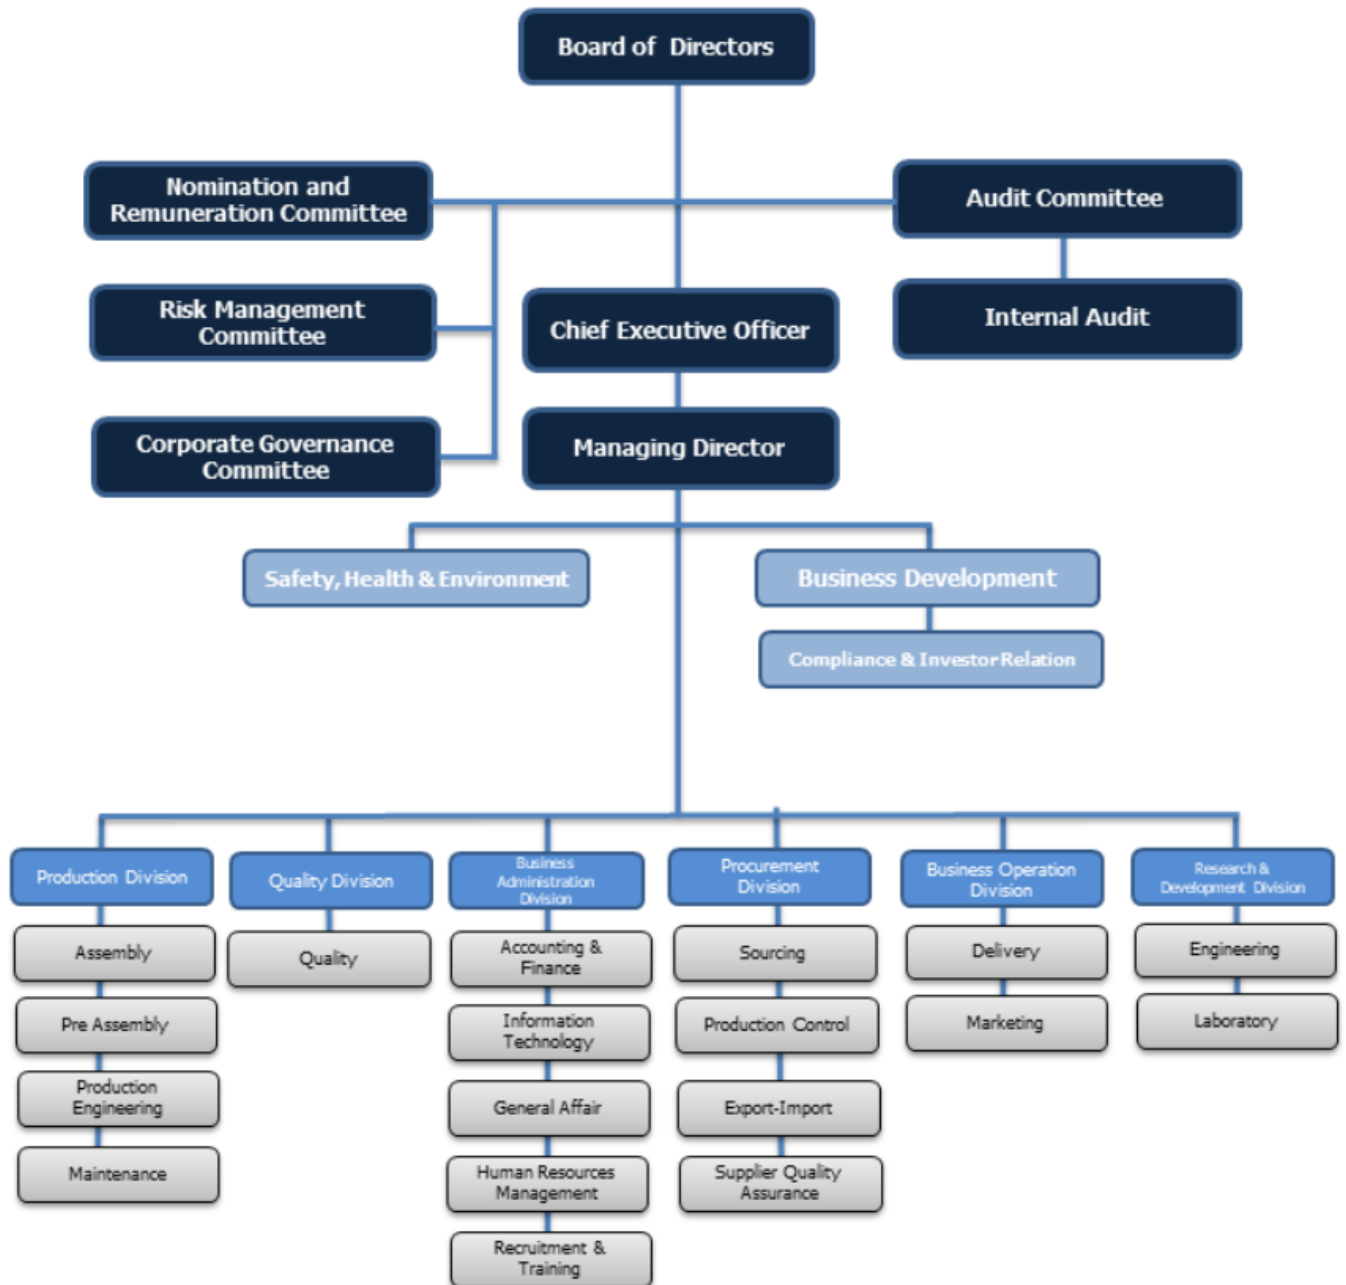 Board of Directors
Nomination and
Remuneration Committee
Audit Committee
Risk Management
Committee
Chief Executive Officer
Internal Audit
Corporate Governance
Committee
Managing Director
Safety, Health & Environment
Business Development
Compliance & Investor Relation
Production Division
Quality Division
Business
Administration
Division
Procurement
Division
Business Operation
Division
Research &
Development Division
Assembly
Pre Assembly
Production
Engineering
Maintenance
Quality
Accounting &
Finance
Information
Technology
General Affair
Human Resources
Management
Recruitment &
Training
Sourcing
Production Control
Export-Import
Supplier Quality
Assurance
Delivery
Marketing
Engineering
Laboratory